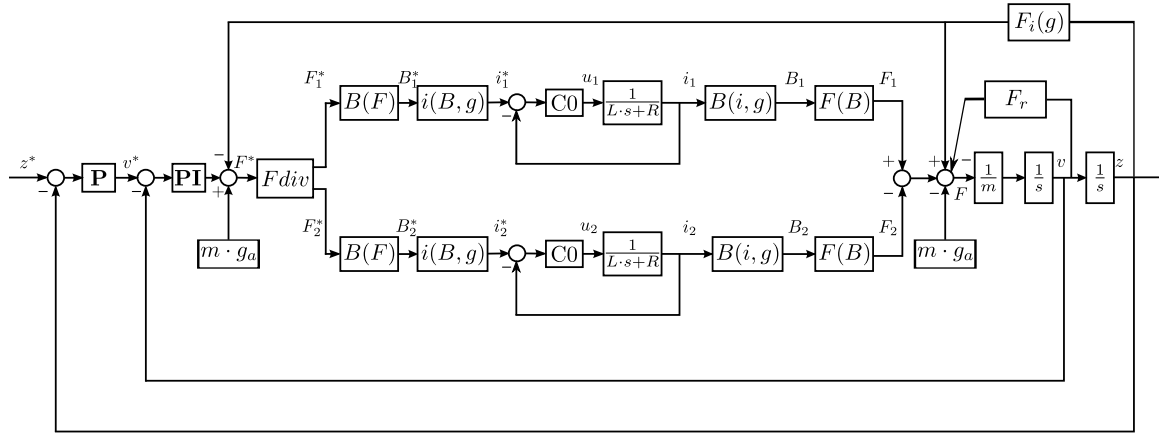 F_i(g)
F_1^* B_1^* i_1^* u_1 i_1 B_1 F_1
B(F) i(B, g) C0 1/(L·s+R) B(i, g) F(B) F_r
−
− + + −
z^* v^* F^* F v z
P PI Fdiv 1/m 1/s 1/s
− − + − −
F_2^* B_2^* i_2^* u_2 i_2 B_2 F_2
m · g_a B(F) i(B, g) C0 1/(L·s+R) B(i, g) F(B) m · g_a
−